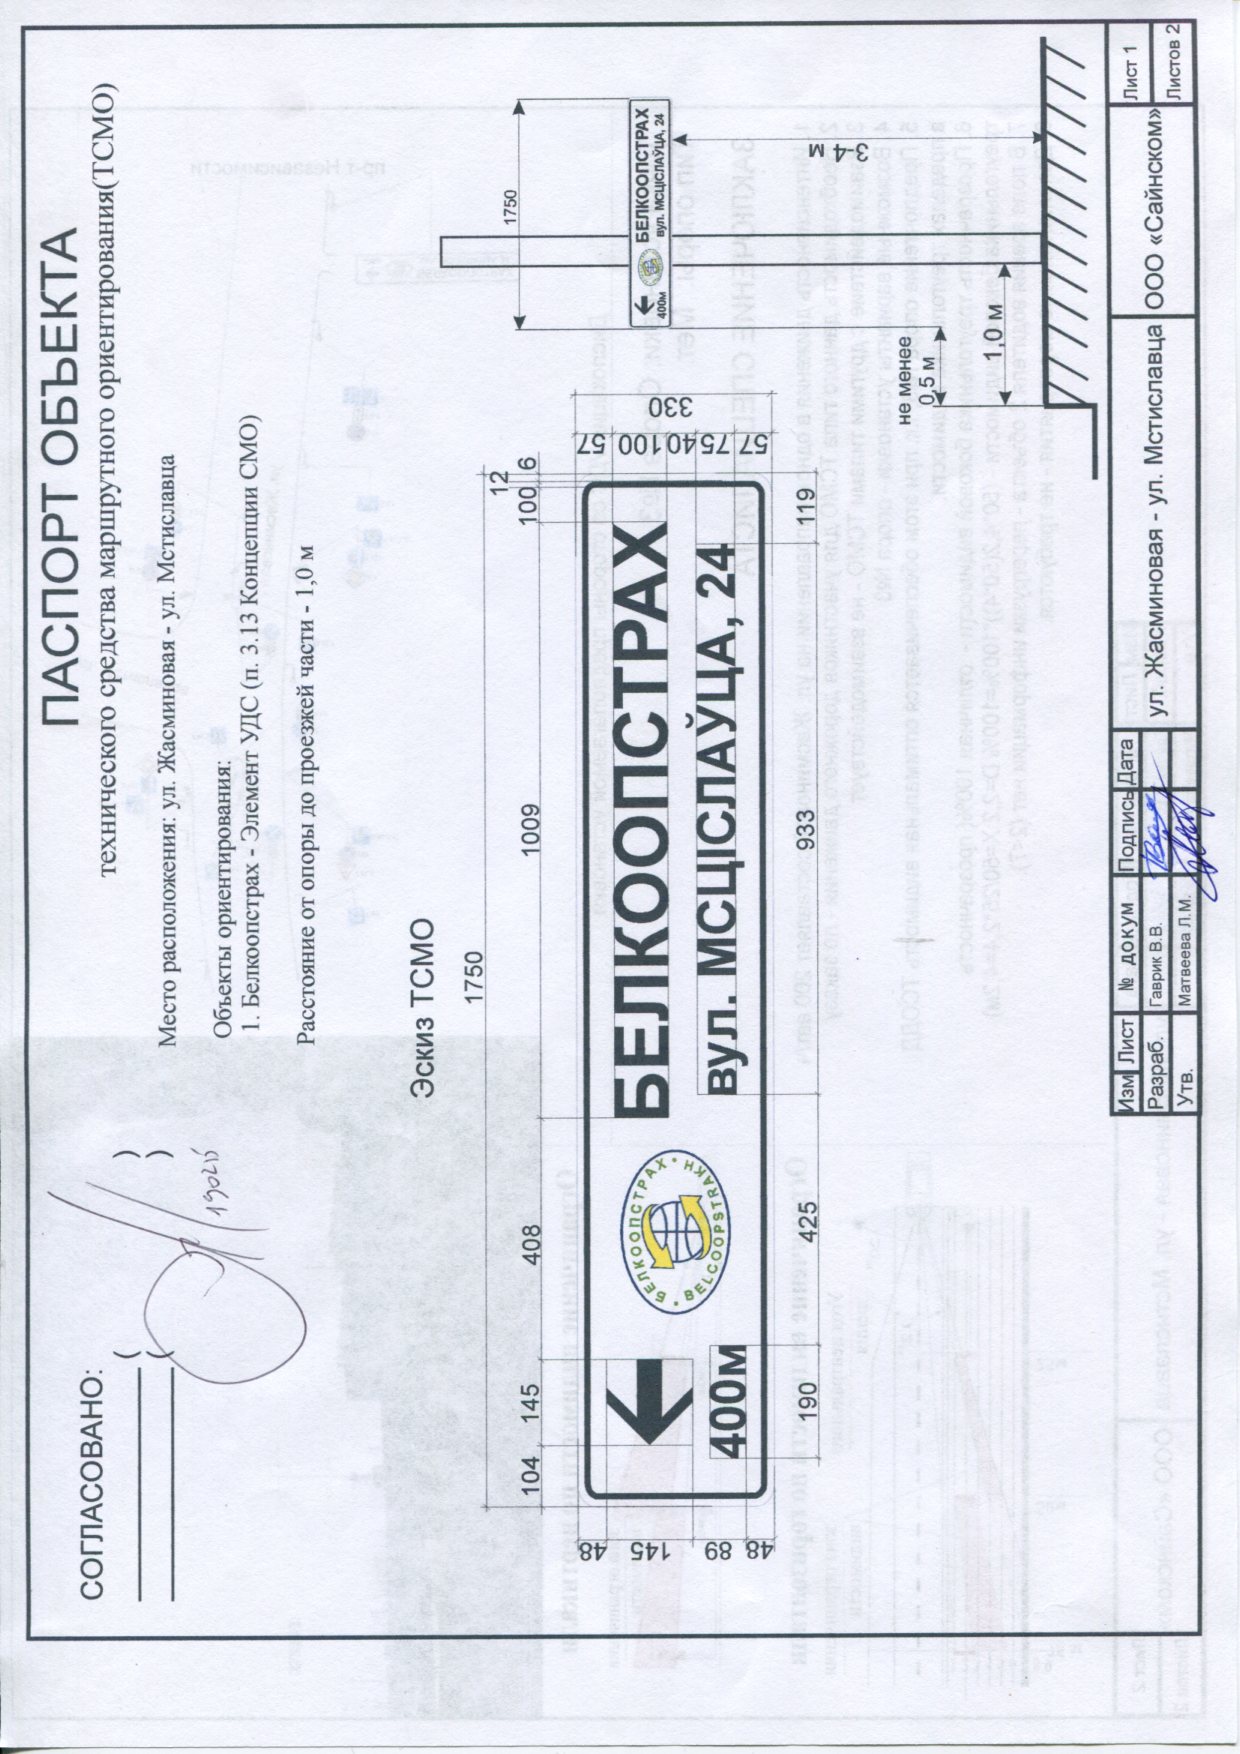 СОГЛАСОВАНО:
( )
( )
ПАСПОРТ ОБЪЕКТА
технического средства маршрутного ориентирования(ТСМО)
Место расположения: ул. Жасминовая - ул. Мстиславца
Объекты ориентирования:
1. Белкоопстрах - Элемент УДС (п. 3.13 Концепции СМО)
Расстояние от опоры до проезжей части - 1,0 м
Эскиз ТСМО
1750
104 145 408 1009 100 12 6
48 145 89 48
БЕЛКООПСТРАХ
вул. МСЦІСЛАЎЦА, 24
400м
БЕЛКООПСТРАХ • BELCOOPSTRAKH •
57 100 40 75 57
330
190 425 933 119
1750
БЕЛКООПСТРАХ
вул. МСЦІСЛАЎЦА, 24
400м
3-4 м
не менее
0,5 м
1,0 м
Изм Лист № докум Подпись Дата
Разраб. Гаврик В.В.
Утв. Матвеева Л.М.
ул. Жасминовая - ул. Мстиславца
ООО «Сайнском»
Лист 1
Листов 2